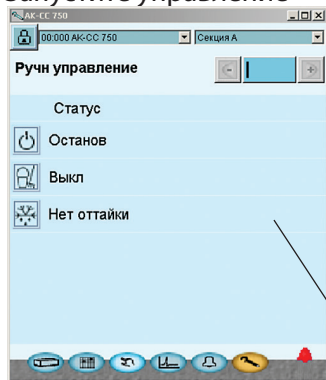 Запустите управление
AK-CC 750
00:000 AK-CC 750 Секция A
Ручн управление
Статус
Останов
Выкл
Нет оттайки